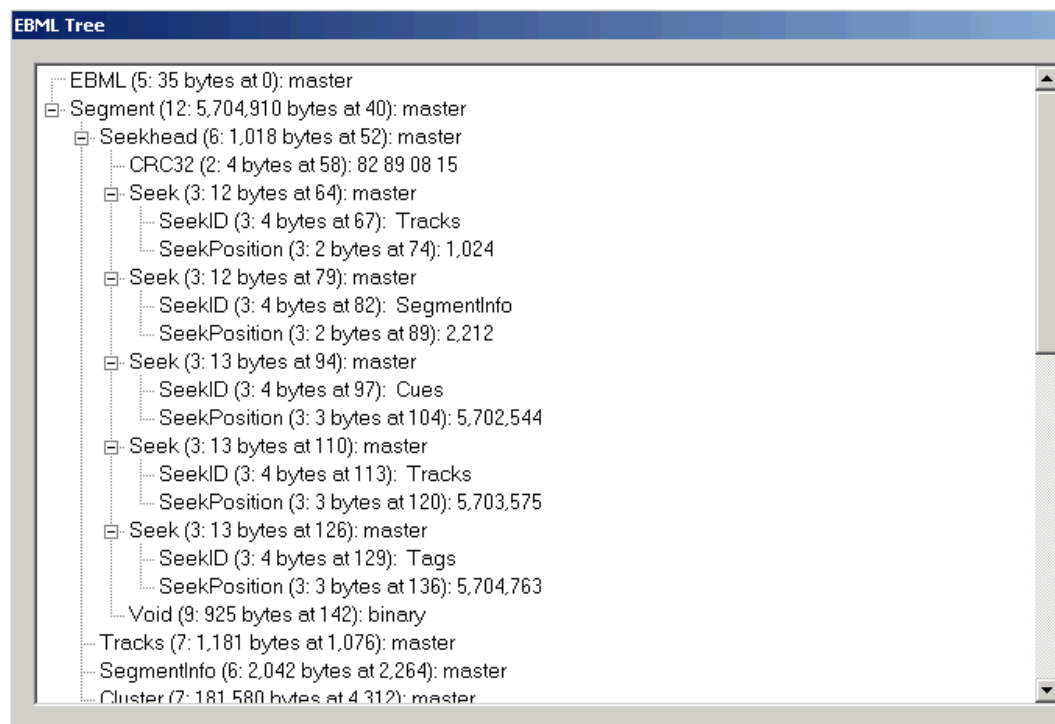 EBML Tree
EBML (5: 35 bytes at 0): master
Segment (12: 5,704,910 bytes at 40): master
Seekhead (6: 1,018 bytes at 52): master
CRC32 (2: 4 bytes at 58): 82 89 08 15
Seek (3: 12 bytes at 64): master
SeekID (3: 4 bytes at 67): Tracks
SeekPosition (3: 2 bytes at 74): 1,024
Seek (3: 12 bytes at 79): master
SeekID (3: 4 bytes at 82): SegmentInfo
SeekPosition (3: 2 bytes at 89): 2,212
Seek (3: 13 bytes at 94): master
SeekID (3: 4 bytes at 97): Cues
SeekPosition (3: 3 bytes at 104): 5,702,544
Seek (3: 13 bytes at 110): master
SeekID (3: 4 bytes at 113): Tracks
SeekPosition (3: 3 bytes at 120): 5,703,575
Seek (3: 13 bytes at 126): master
SeekID (3: 4 bytes at 129): Tags
SeekPosition (3: 3 bytes at 136): 5,704,763
Void (9: 925 bytes at 142): binary
Tracks (7: 1,181 bytes at 1,076): master
SegmentInfo (6: 2,042 bytes at 2,264): master
Cluster (7: 181,580 bytes at 4,312): master